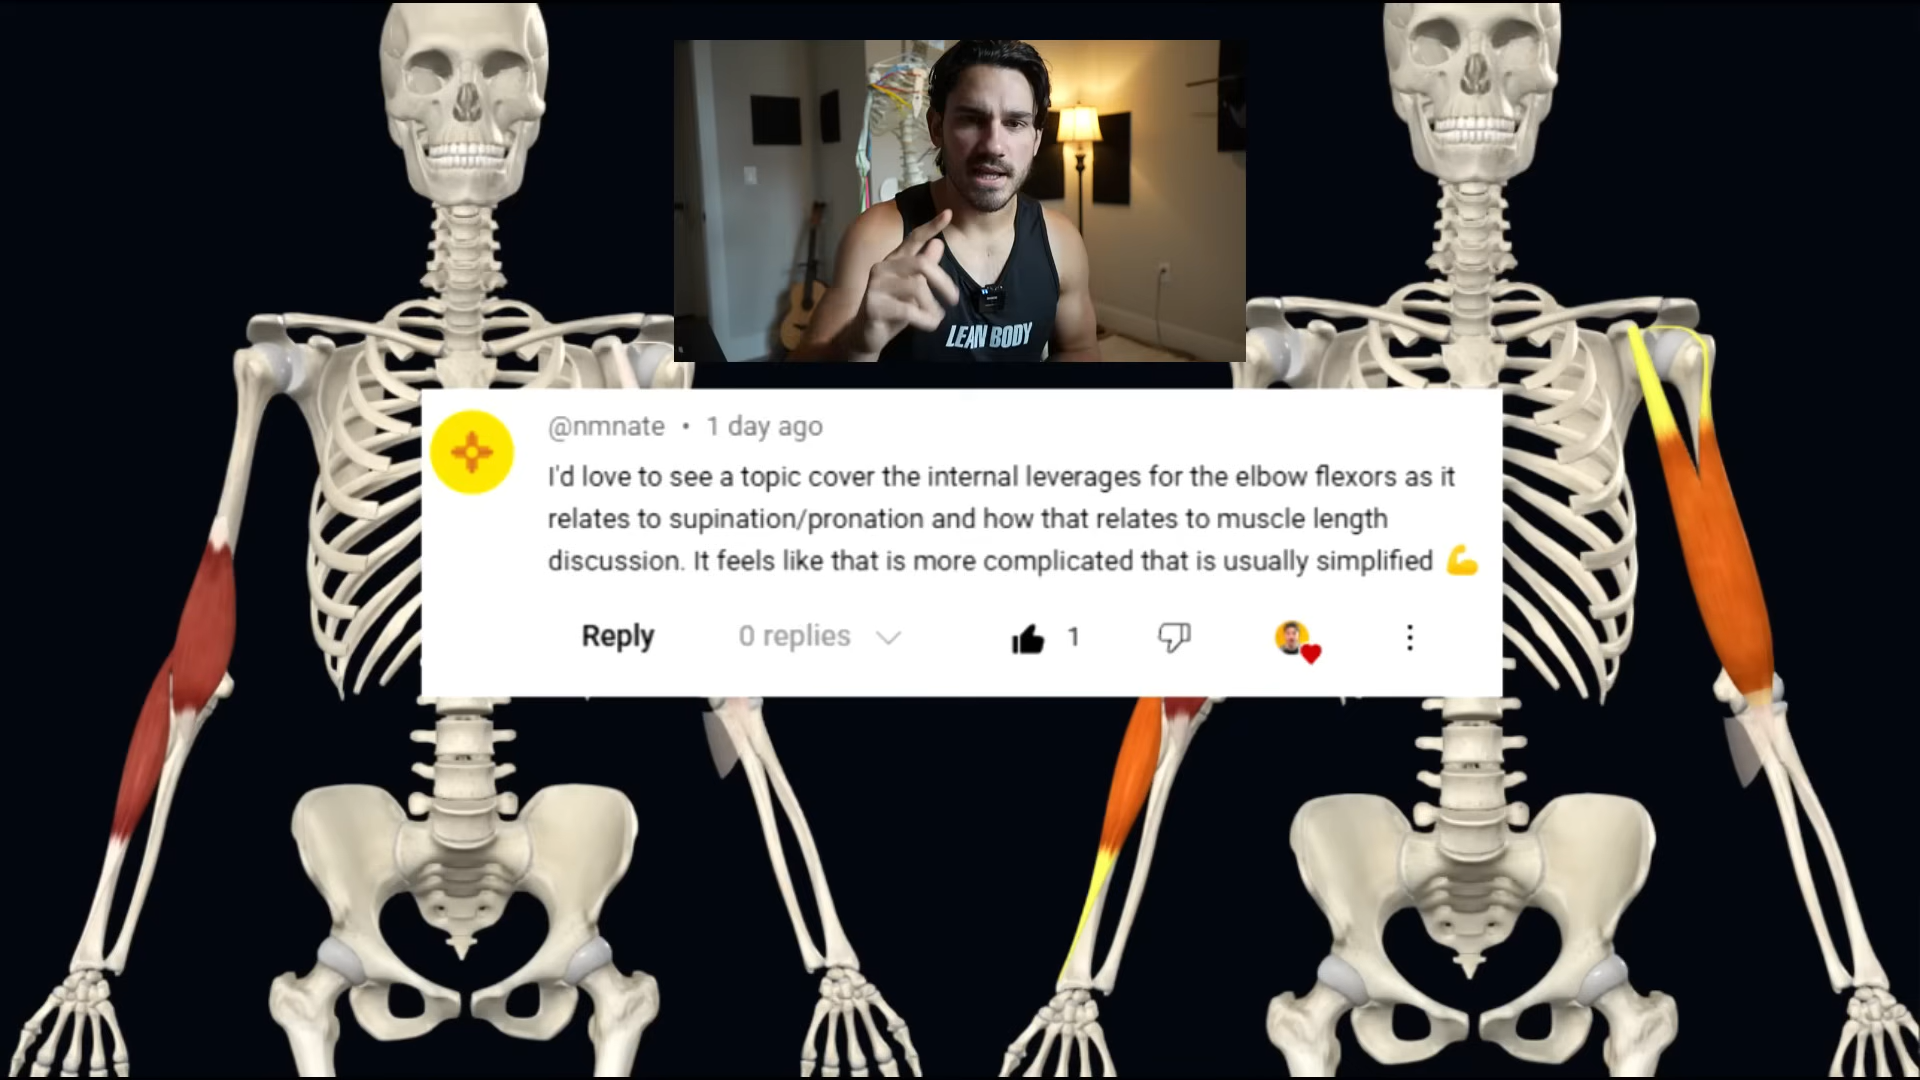 LEAN BODY
@nmnate • 1 day ago
I'd love to see a topic cover the internal leverages for the elbow flexors as it
relates to supination/pronation and how that relates to muscle length
discussion. It feels like that is more complicated that is usually simplified 💪
Reply 0 replies 1